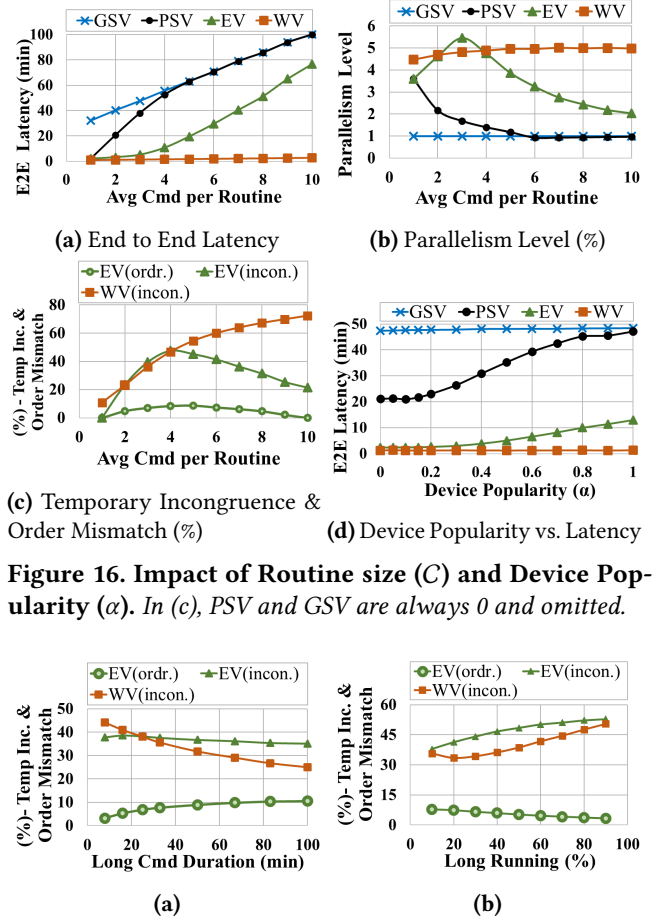 GSV PSV EV WV
E2E Latency (min)
100
80
60
40
20
0
0 2 4 6 8 10
Avg Cmd per Routine
(a) End to End Latency
GSV PSV EV WV
Parallelism Level
6
5
4
3
2
1
0
0 2 4 6 8 10
Avg Cmd per Routine
(b) Parallelism Level (%)
EV(ordr.) EV(incon.)
WV(incon.)
(%) - Temp Inc. &
Order Mismatch
80
60
40
20
0
0 2 4 6 8 10
Avg Cmd per Routine
(c) Temporary Incongruence &
Order Mismatch (%)
GSV PSV EV WV
E2E Latency (min)
50
40
30
20
10
0
0 0.2 0.4 0.6 0.8 1
Device Popularity (α)
(d) Device Popularity vs. Latency
Figure 16. Impact of Routine size (C) and Device Pop-
ularity (α). In (c), PSV and GSV are always 0 and omitted.
EV(ordr.) EV(incon.)
WV(incon.)
(%)- Temp Inc. &
Order Mismatch
50
40
30
20
10
0
0 20 40 60 80 100
Long Cmd Duration (min)
(a)
EV(ordr.) EV(incon.)
WV(incon.)
(%)- Temp Inc. &
Order Mismatch
60
45
30
15
0
0 20 40 60 80 100
Long Running (%)
(b)